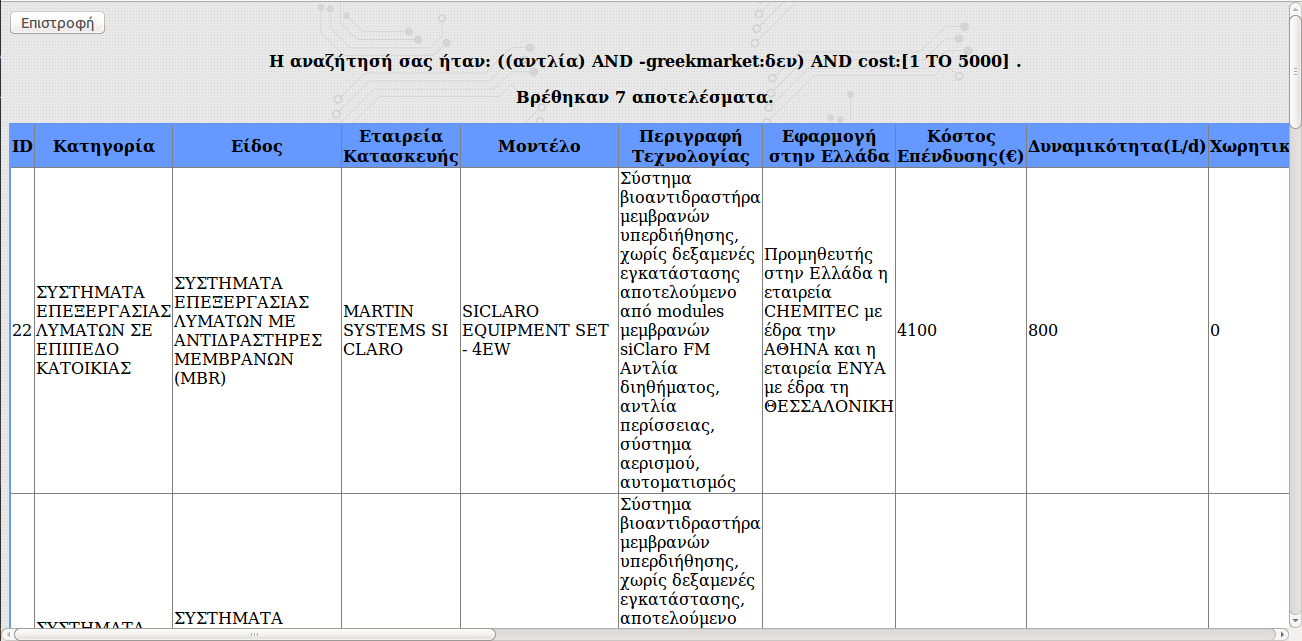 Επιστροφή
Η αναζήτησή σας ήταν: ((αντλία) AND -greekmarket:δεν) AND cost:[1 TO 5000] .
Βρέθηκαν 7 αποτελέσματα.
ID
Κατηγορία
Είδος
Εταιρεία
Κατασκευής
Μοντέλο
Περιγραφή
Τεχνολογίας
Εφαρμογή
στην Ελλάδα
Κόστος
Επένδυσης(€)
Δυναμικότητα(L/d)
Χωρητικ
22
ΣΥΣΤΗΜΑΤΑ
ΕΠΕΞΕΡΓΑΣΙΑΣ
ΛΥΜΑΤΩΝ ΣΕ
ΕΠΙΠΕΔΟ
ΚΑΤΟΙΚΙΑΣ
ΣΥΣΤΗΜΑΤΑ
ΕΠΕΞΕΡΓΑΣΙΑΣ
ΛΥΜΑΤΩΝ ΜΕ
ΑΝΤΙΔΡΑΣΤΗΡΕΣ
ΜΕΜΒΡΑΝΩΝ
(MBR)
MARTIN
SYSTEMS SI
CLARO
SICLARO
EQUIPMENT SET
- 4EW
Σύστημα
βιοαντιδραστήρα
μεμβρανών
υπερδιήθησης,
χωρίς δεξαμενές
εγκατάστασης
αποτελούμενο
από modules
μεμβρανών
siClaro FM
Αντλία
διηθήματος,
αντλία
περίσσειας,
σύστημα
αερισμού,
αυτοματισμός
Προμηθευτής
στην Ελλάδα η
εταιρεία
CHEMITEC με
έδρα την
ΑΘΗΝΑ και η
εταιρεία ENYA
με έδρα τη
ΘΕΣΣΑΛΟΝΙΚΗ
4100
800
0
ΣΥΣΤΗΜΑΤΑ
ΣΥΣΤΗΜΑΤΑ
Σύστημα
βιοαντιδραστήρα
μεμβρανών
υπερδιήθησης,
χωρίς δεξαμενές
εγκατάστασης,
αποτελούμενο